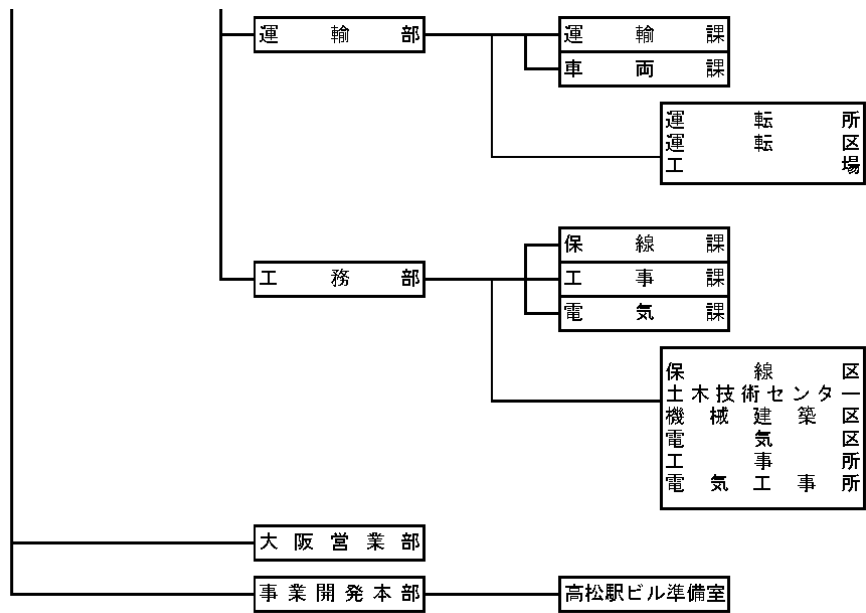 運輸部
運輸課
車両課
運転所
運転区
工場
工務部
保線課
工事課
電気課
保線区
土木技術センター
機械建築区
電気区
工事所
電気工事所
大阪営業部
事業開発本部
高松駅ビル準備室